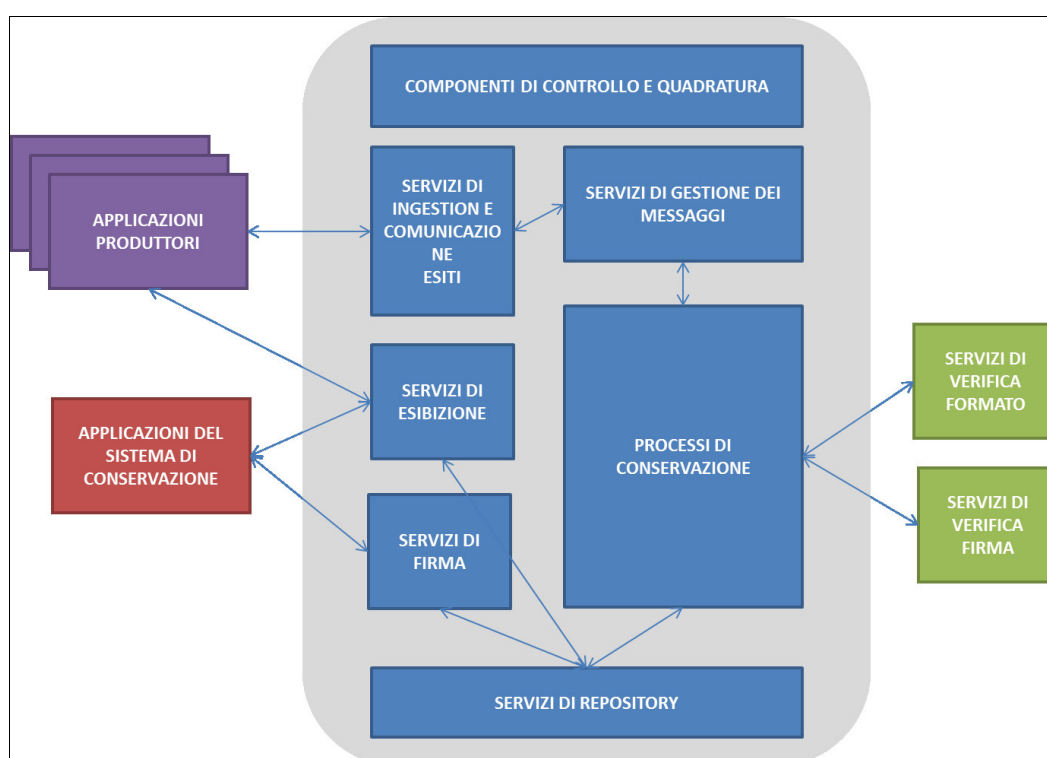 COMPONENTI DI CONTROLLO E QUADRATURA
APPLICAZIONI
PRODUTTORI
SERVIZI DI
INGESTION E
COMUNICAZIO
NE
ESITI
SERVIZI DI GESTIONE DEI
MESSAGGI
SERVIZI DI
ESIBIZIONE
APPLICAZIONI DEL
SISTEMA DI
CONSERVAZIONE
PROCESSI DI
CONSERVAZIONE
SERVIZI DI
VERIFICA
FORMATO
SERVIZI DI
FIRMA
SERVIZI DI
VERIFICA
FIRMA
SERVIZI DI REPOSITORY